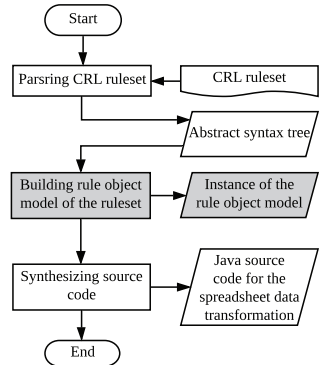 Start
Parsring CRL ruleset
CRL ruleset
Abstract syntax tree
Building rule object
model of the ruleset
Instance of the
rule object model
Synthesizing source
code
Java source
code for the
spreadsheet data
transformation
End